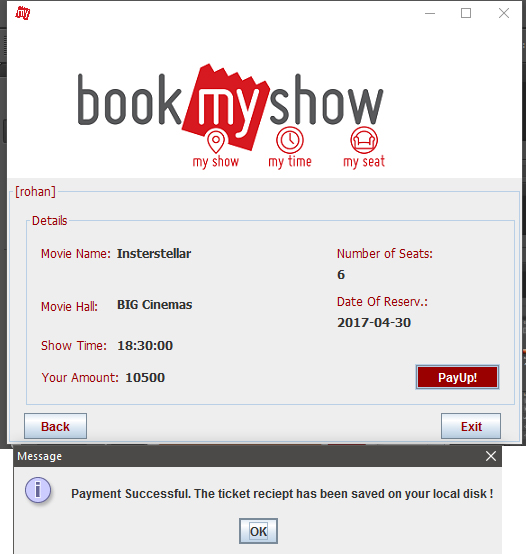 book my show
my show my time my seat
[rohan]
Details
Movie Name: Insterstellar
Number of Seats:
6
Movie Hall: BIG Cinemas
Date Of Reserv.:
2017-04-30
Show Time: 18:30:00
Your Amount: 10500
PayUp!
Back
Exit
Message
Payment Successful. The ticket reciept has been saved on your local disk !
OK